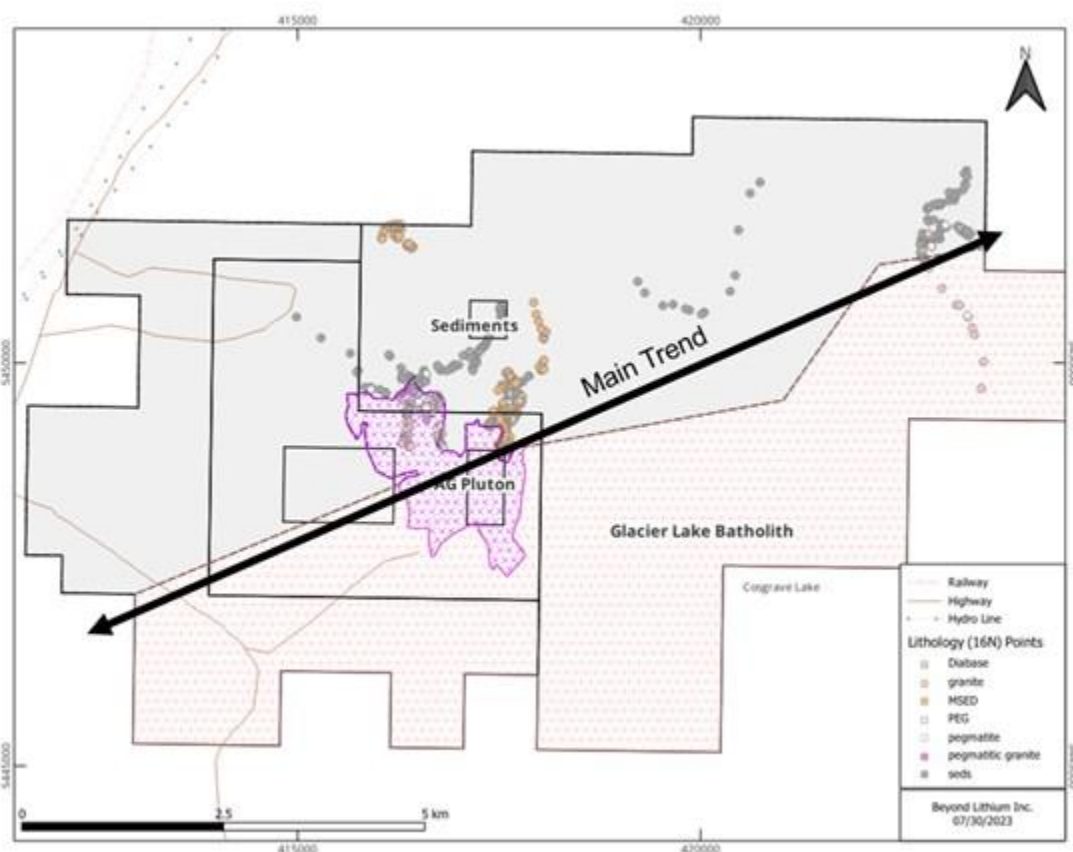 415000
420000
N
Sediments
5450000
Main Trend
AG Pluton
Glacier Lake Batholith
Cosgrave Lake
Railway
Highway
Hydro Line
Lithology (16N) Points
Diabase
granite
MSED
PEG
pegmatite
pegmatitic granite
seds
5445000
0
2.5
5 km
Beyond Lithium Inc.
07/30/2023
415000
420000